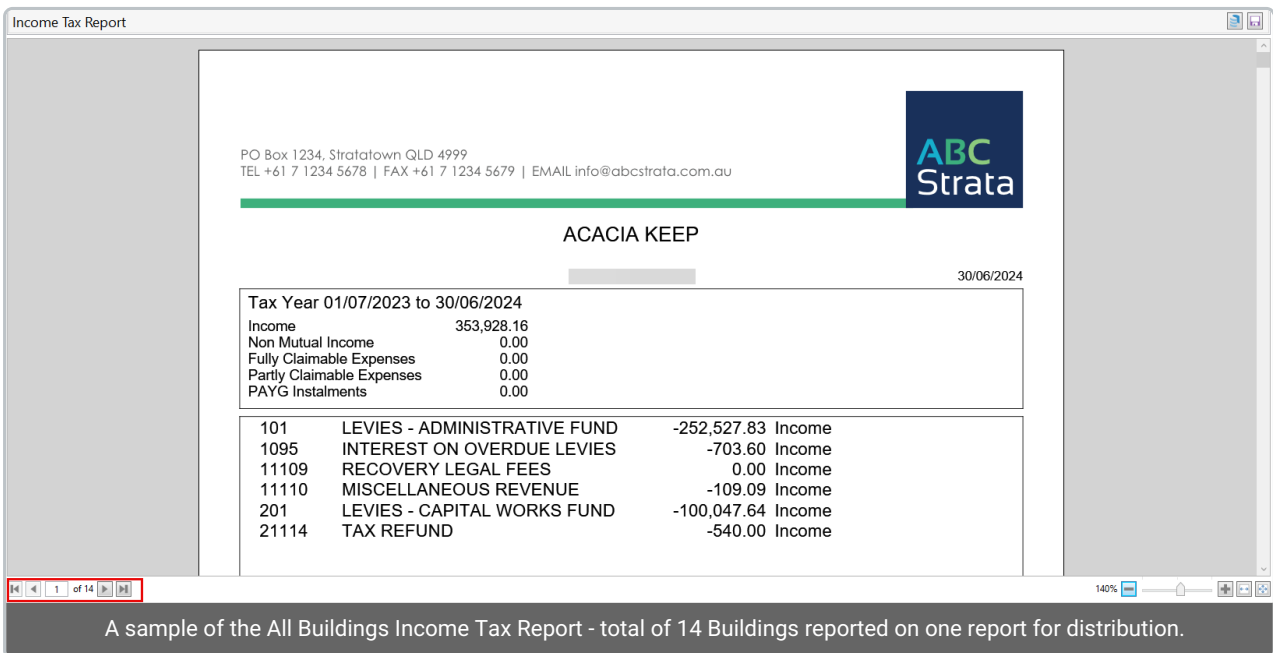 Income Tax Report
PO Box 1234, Stratatown QLD 4999
TEL +61 7 1234 5678 | FAX +61 7 1234 5679 | EMAIL info@abcstrata.com.au
ABC
Strata
ACACIA KEEP
30/06/2024
Tax Year 01/07/2023 to 30/06/2024
Income 353,928.16
Non Mutual Income 0.00
Fully Claimable Expenses 0.00
Partly Claimable Expenses 0.00
PAYG Instalments 0.00
101 LEVIES - ADMINISTRATIVE FUND -252,527.83 Income
1095 INTEREST ON OVERDUE LEVIES -703.60 Income
11109 RECOVERY LEGAL FEES 0.00 Income
11110 MISCELLANEOUS REVENUE -109.09 Income
201 LEVIES - CAPITAL WORKS FUND -100,047.64 Income
21114 TAX REFUND -540.00 Income
1 of 14
140%
A sample of the All Buildings Income Tax Report - total of 14 Buildings reported on one report for distribution.